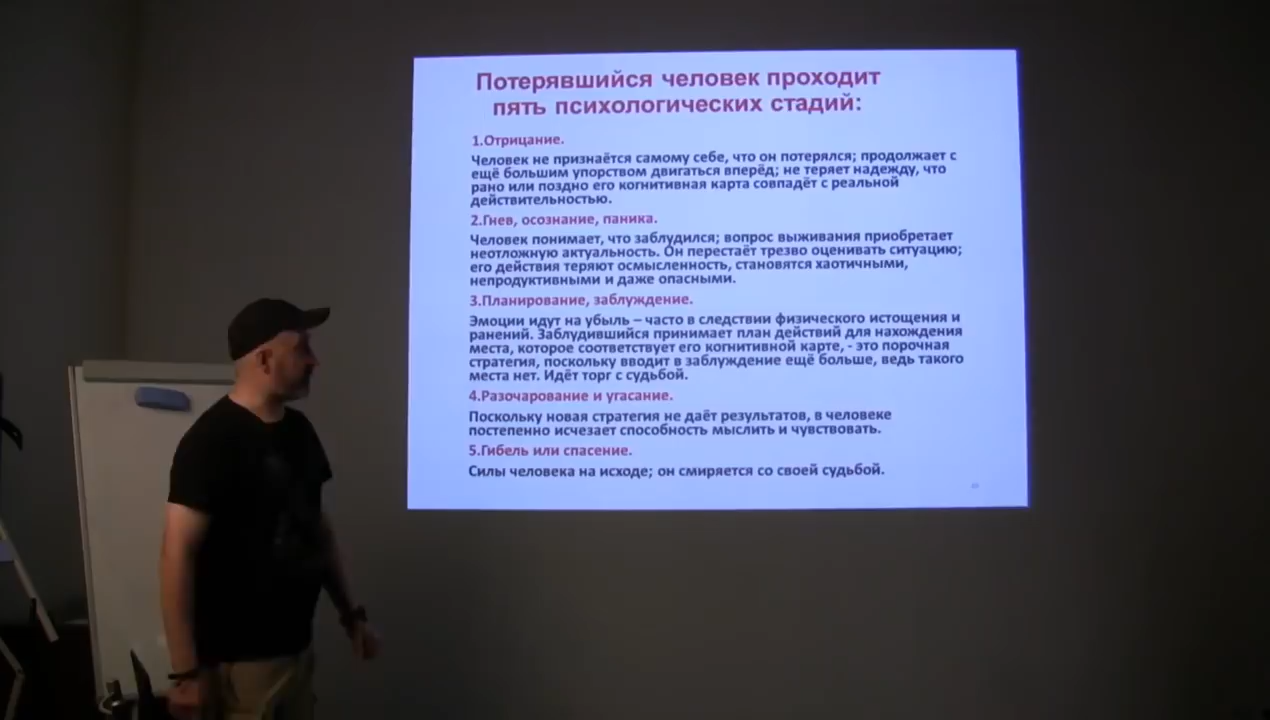 Потерявшийся человек проходит
пять психологических стадий:
1.Отрицание.
Человек не признаётся самому себе, что он потерялся; продолжает с
ещё большим упорством двигаться вперёд; не теряет надежду, что
рано или поздно его когнитивная карта совпадёт с реальной
действительностью.
2.Гнев, осознание, паника.
Человек понимает, что заблудился; вопрос выживания приобретает
неотложную актуальность. Он перестаёт трезво оценивать ситуацию;
его действия теряют осмысленность, становятся хаотичными,
непродуктивными и даже опасными.
3.Планирование, заблуждение.
Эмоции идут на убыль – часто в следствии физического истощения и
ранений. Заблудившийся принимает план действий для нахождения
места, которое соответствует его когнитивной карте, - это порочная
стратегия, поскольку вводит в заблуждение ещё больше, ведь такого
места нет. Идёт торг с судьбой.
4.Разочарование и угасание.
Поскольку новая стратегия не даёт результатов, в человеке
постепенно исчезает способность мыслить и чувствовать.
5.Гибель или спасение.
Силы человека на исходе; он смиряется со своей судьбой.